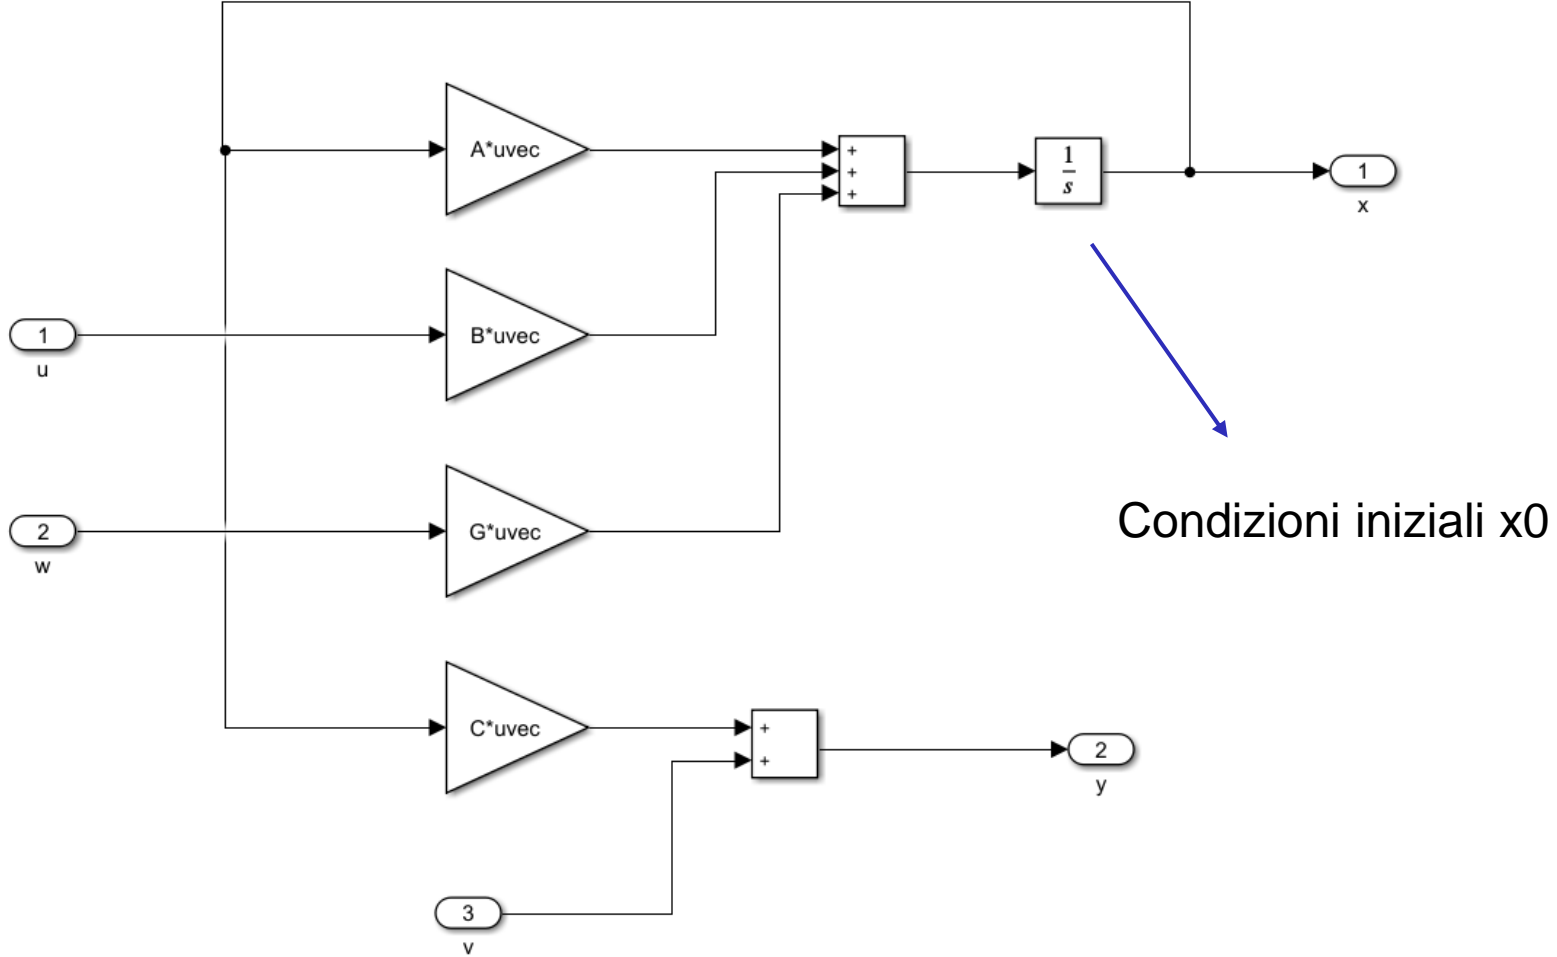 A*uvec
+
+
+
1
s
1
x
B*uvec
1
u
G*uvec
2
w
Condizioni iniziali x0
C*uvec
+
+
2
y
3
v